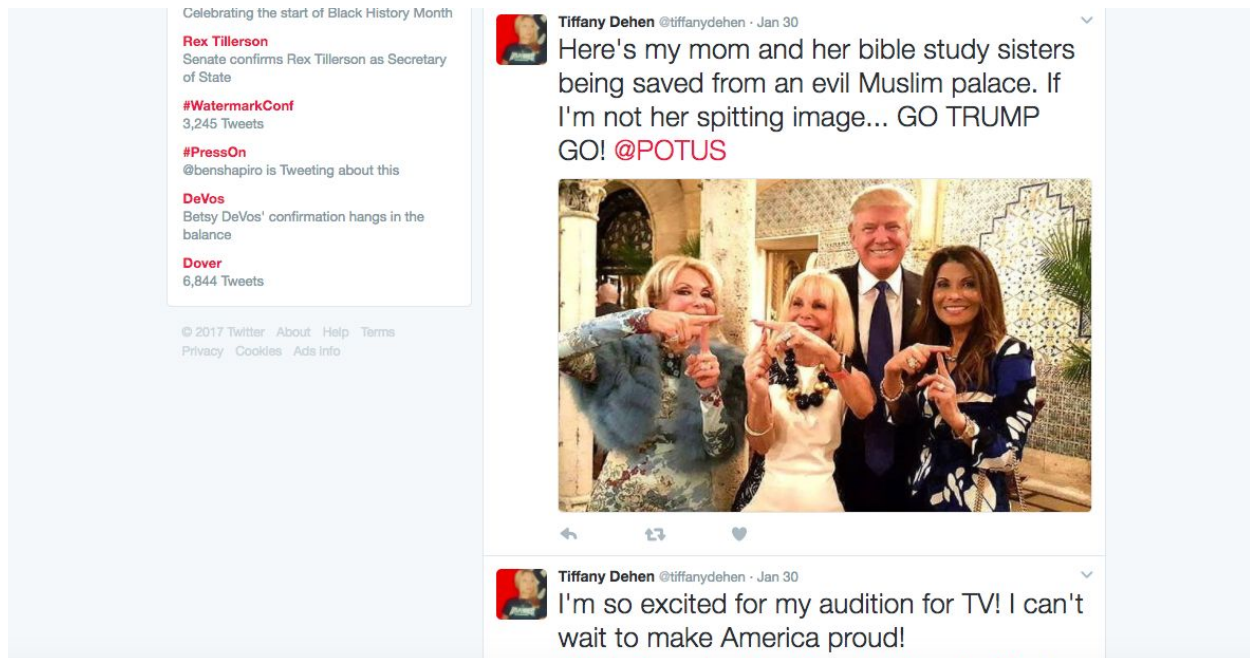 Celebrating the start of Black History Month
Rex Tillerson
Senate confirms Rex Tillerson as Secretary
of State
#WatermarkConf
3,245 Tweets
#PressOn
@benshapiro is Tweeting about this
DeVos
Betsy DeVos' confirmation hangs in the
balance
Dover
6,844 Tweets
© 2017 Twitter About Help Terms
Privacy Cookies Ads info
Tiffany Dehen @tiffanydehen · Jan 30
Here's my mom and her bible study sisters
being saved from an evil Muslim palace. If
I'm not her spitting image... GO TRUMP
GO! @POTUS
Tiffany Dehen @tiffanydehen · Jan 30
I'm so excited for my audition for TV! I can't
wait to make America proud!